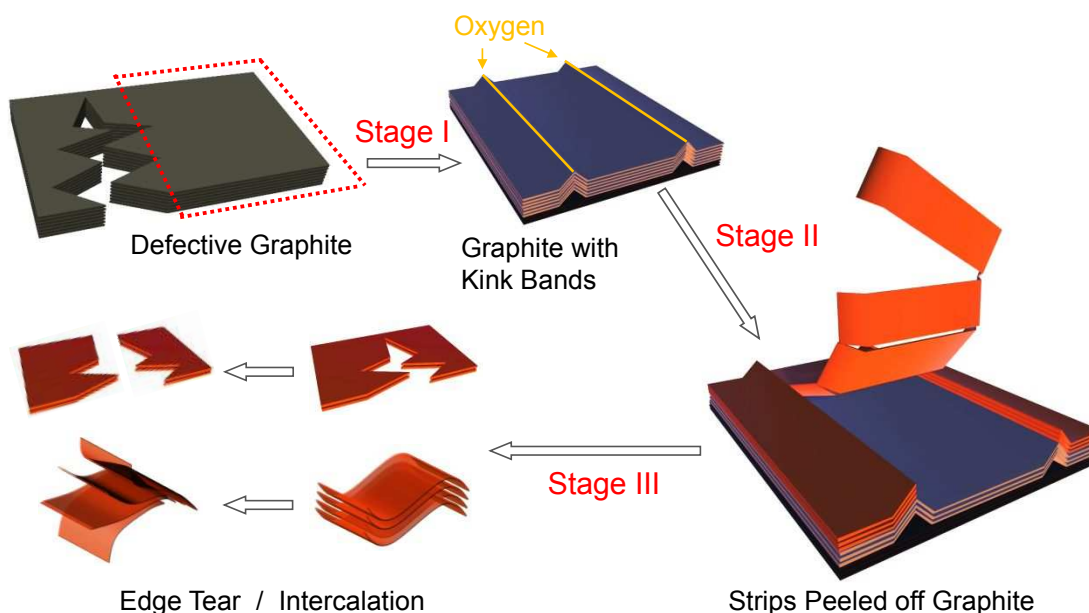 Oxygen
Stage I
Defective Graphite
Graphite with
Kink Bands
Stage II
Stage III
Edge Tear / Intercalation
Strips Peeled off Graphite